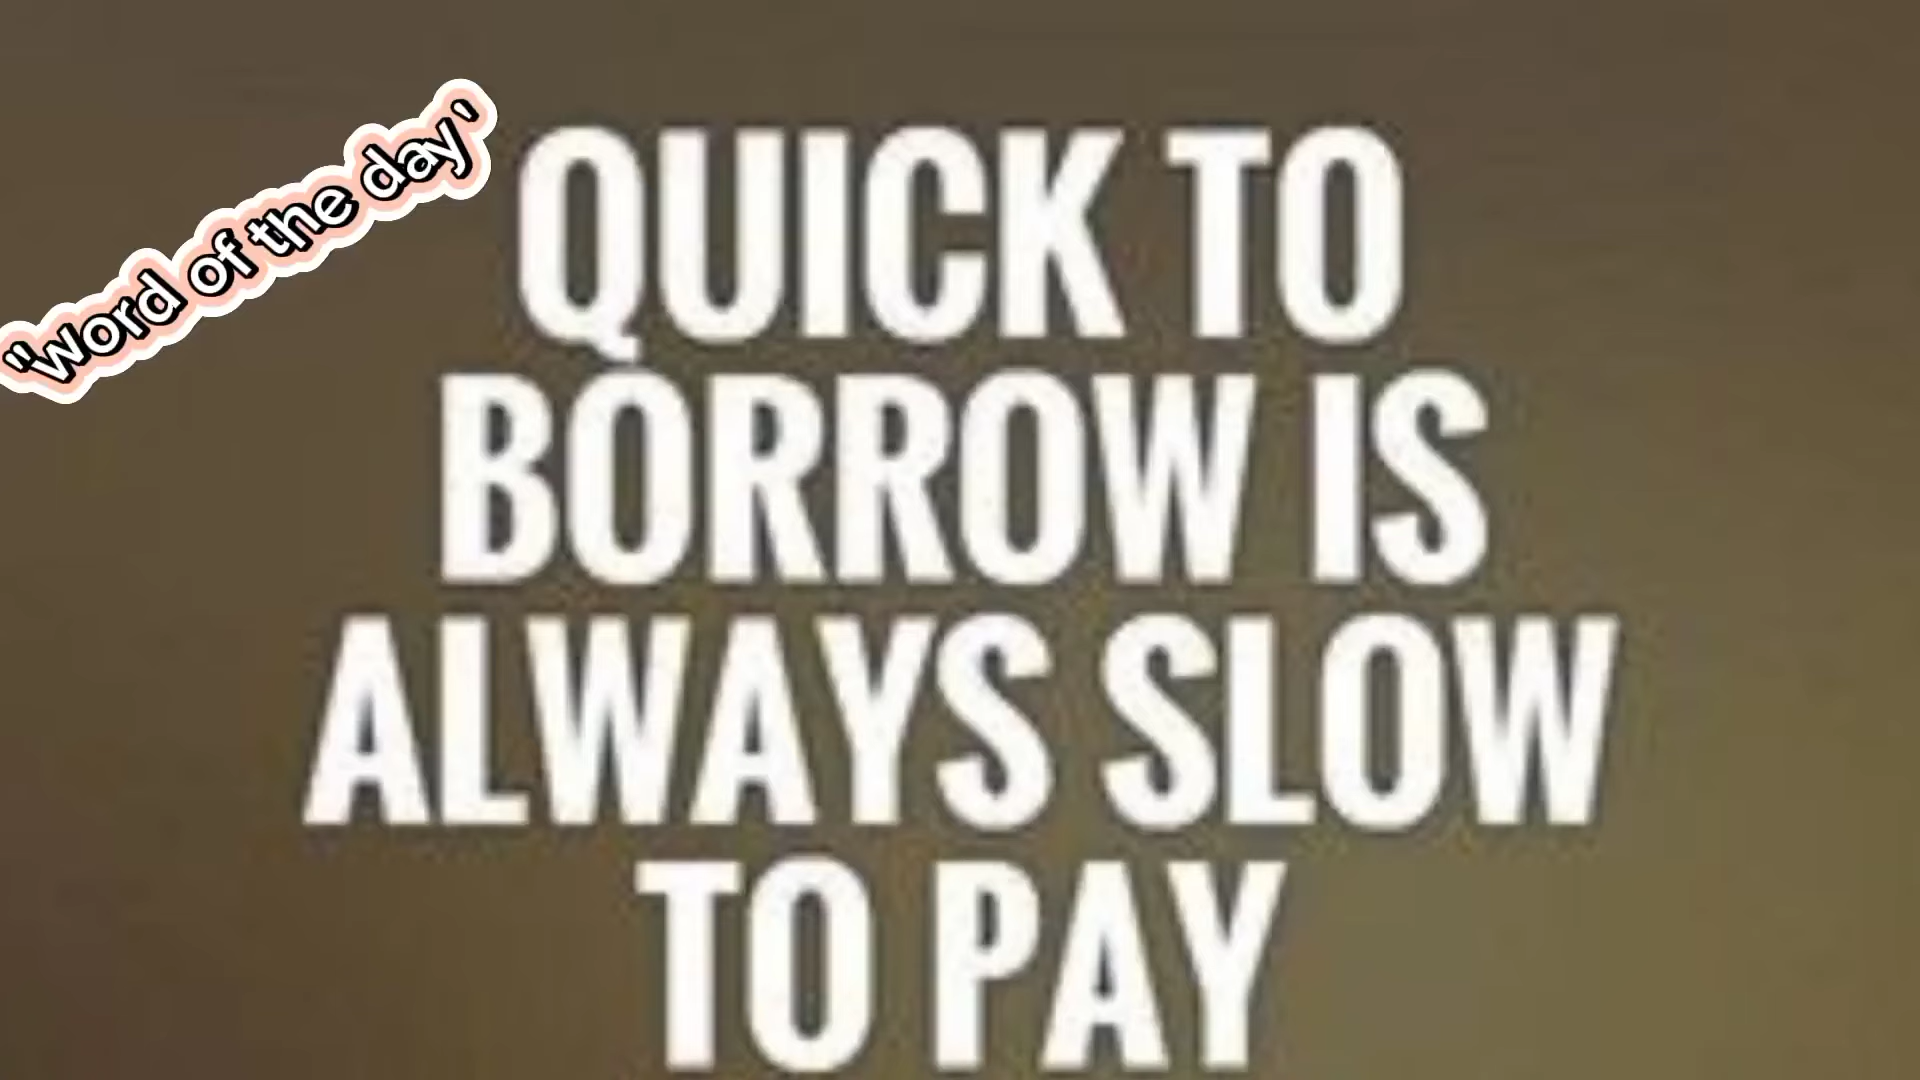 "Word of the day'
QUICK TO
BORROW IS
ALWAYS SLOW
TO PAY